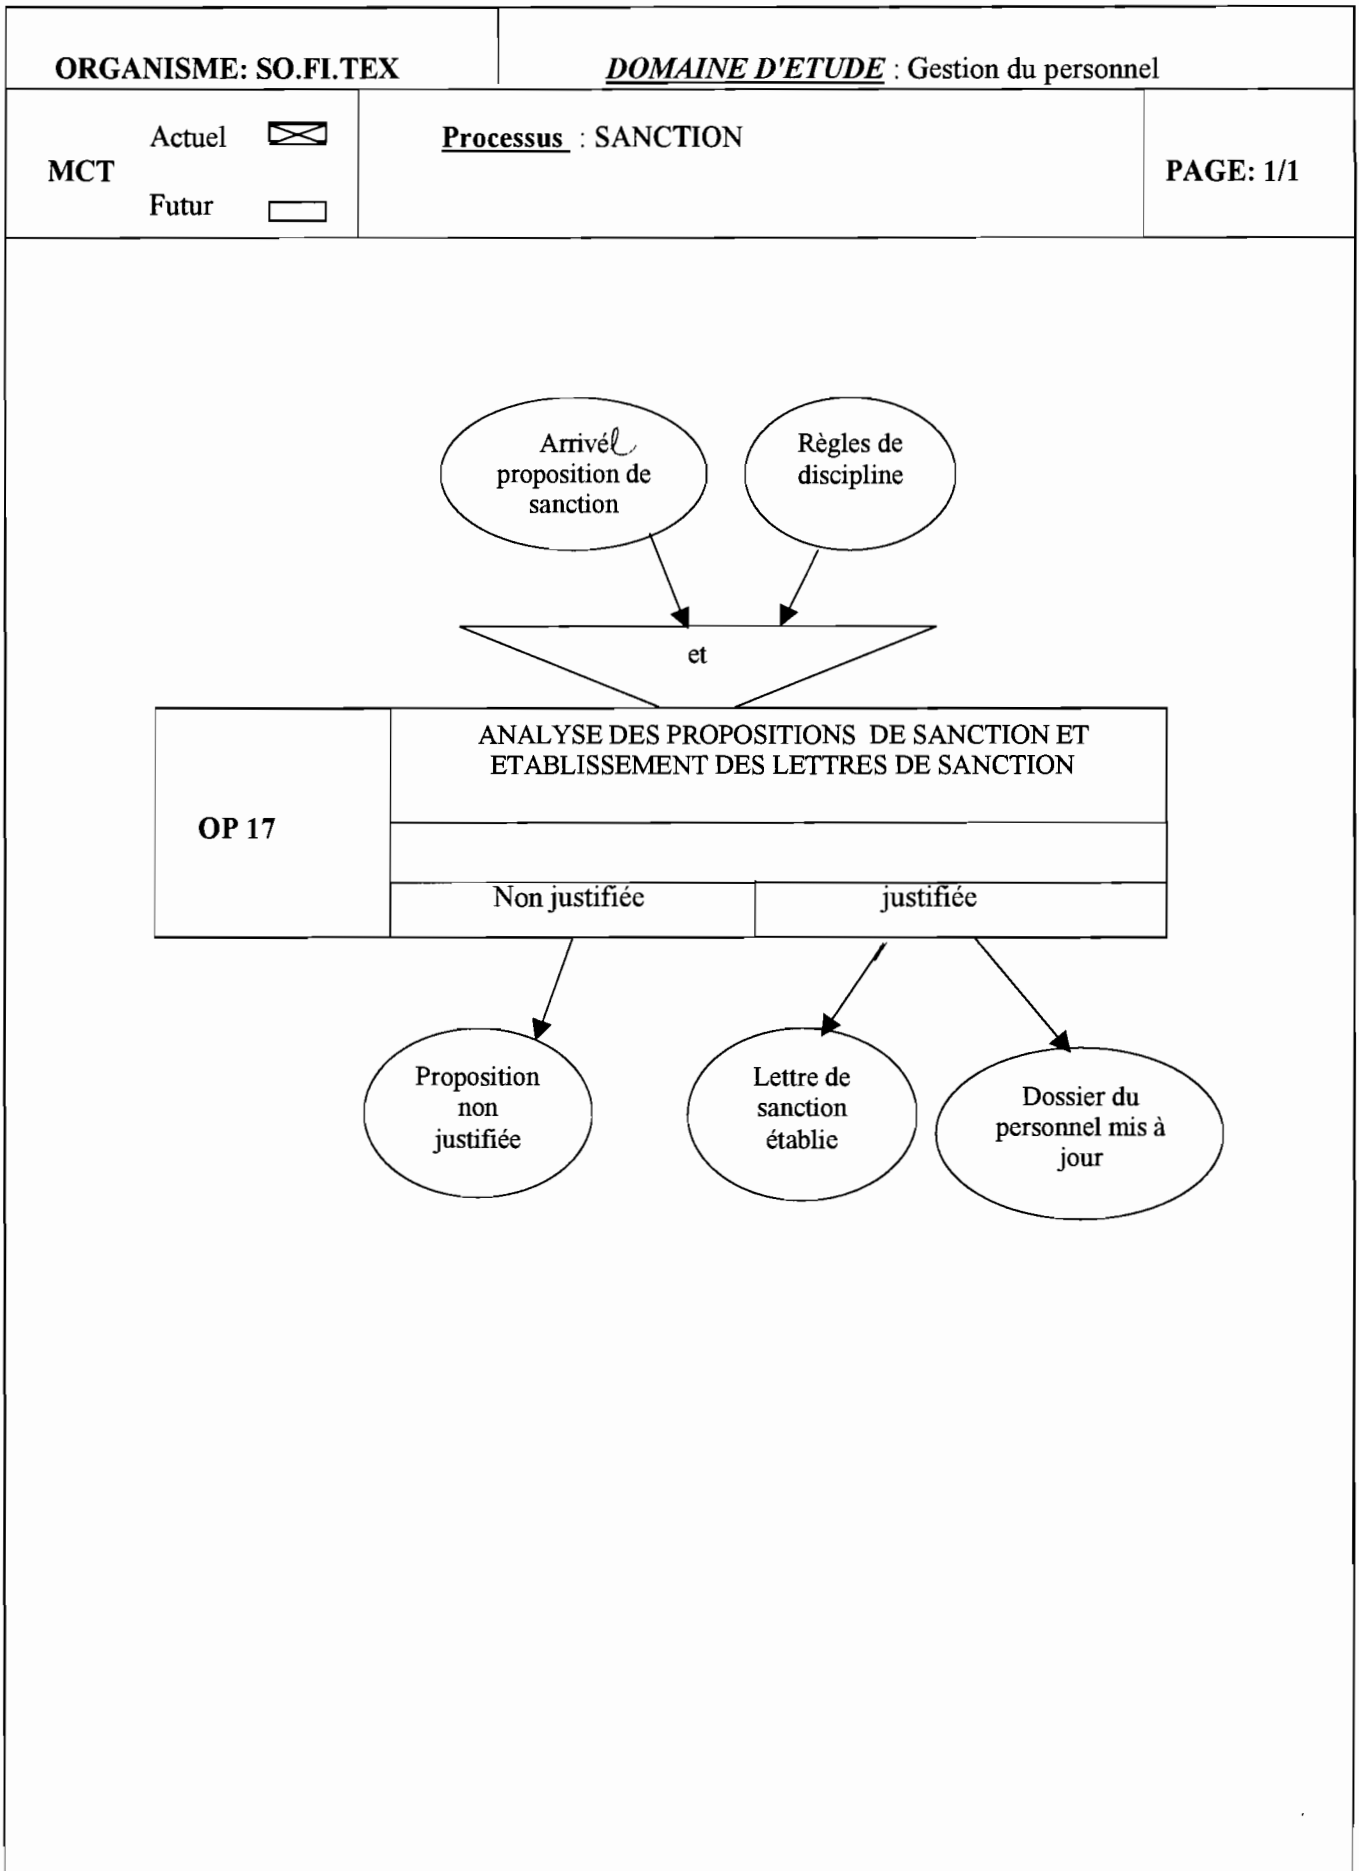 ORGANISME: SO.FI.TEX
DOMAINE D'ETUDE : Gestion du personnel
MCT
Actuel
Futur
Processus : SANCTION
PAGE: 1/1
Arrivée
proposition de
sanction
Règles de
discipline
et
OP 17
ANALYSE DES PROPOSITIONS DE SANCTION ET
ETABLISSEMENT DES LETTRES DE SANCTION
Non justifiée
justifiée
Proposition
non
justifiée
Lettre de
sanction
établie
Dossier du
personnel mis à
jour